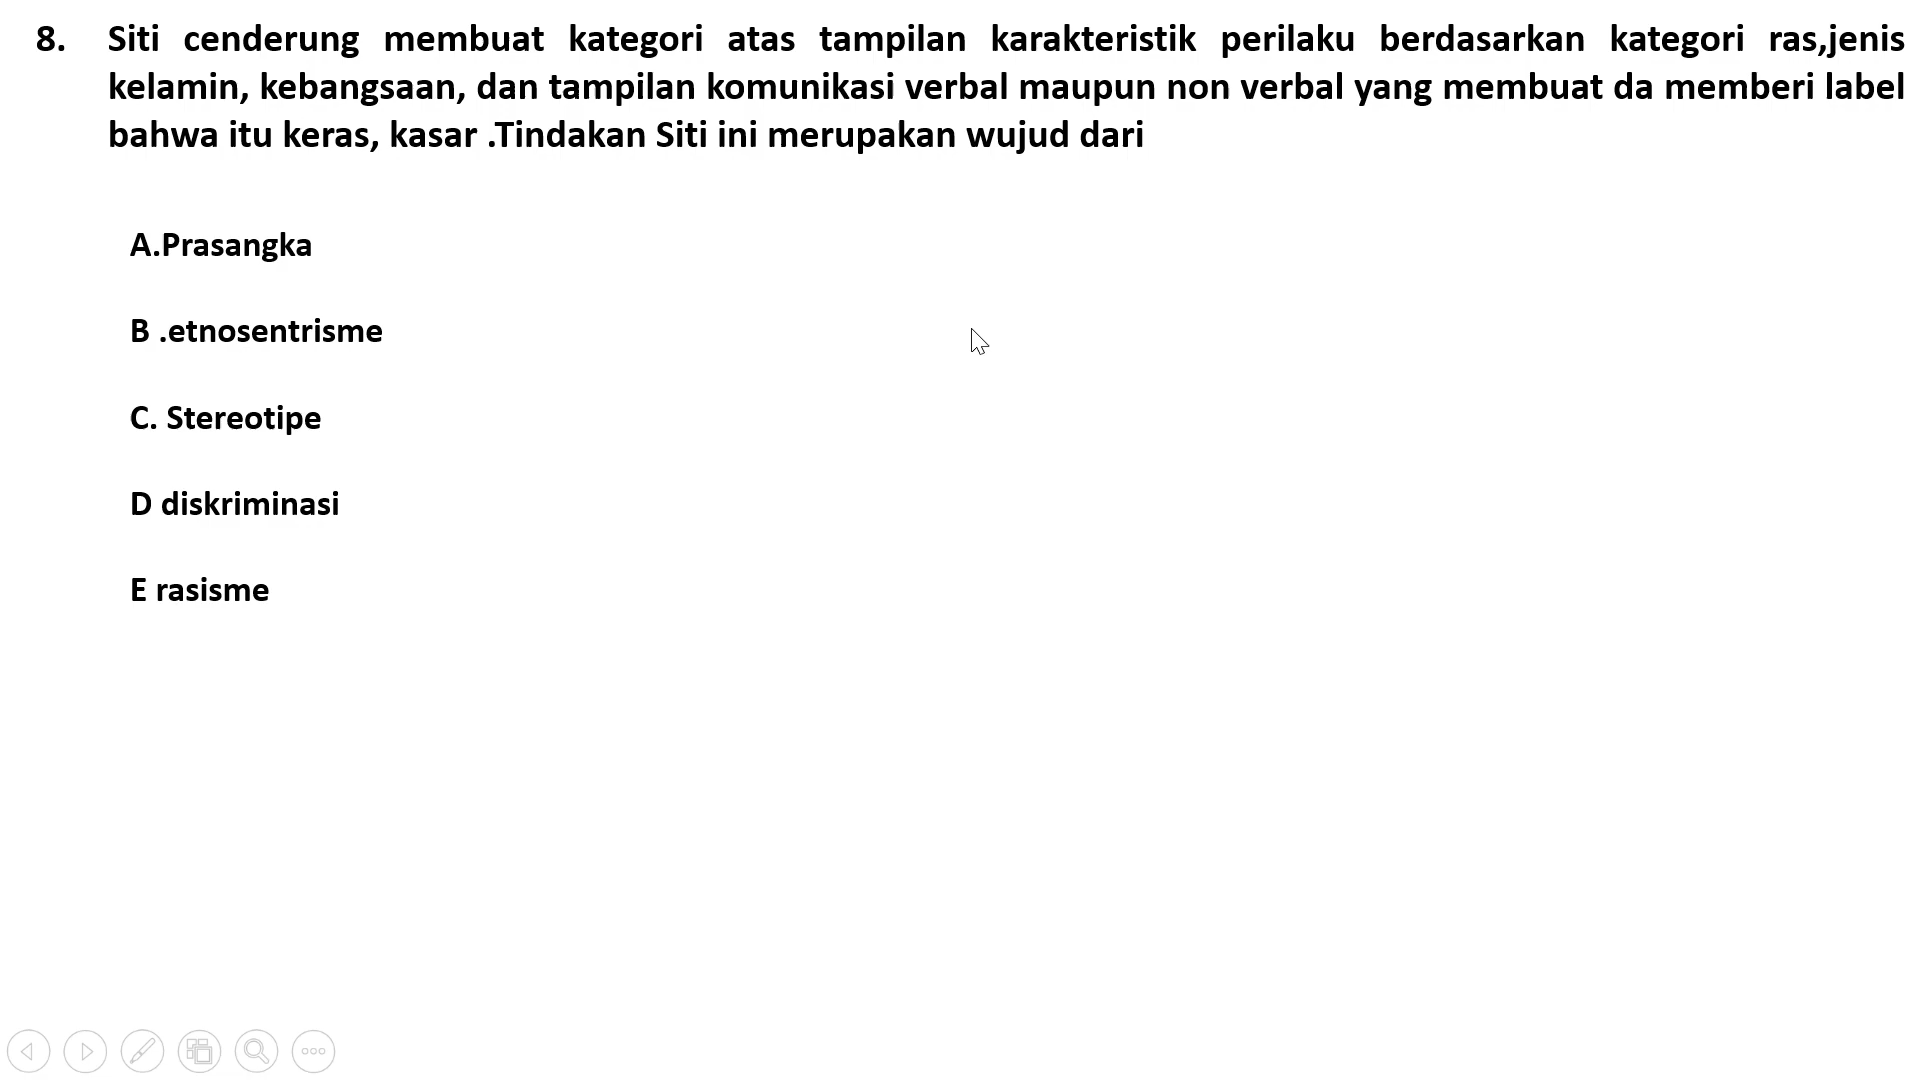 8. Siti cenderung membuat kategori atas tampilan karakteristik perilaku berdasarkan kategori ras,jenis
kelamin, kebangsaan, dan tampilan komunikasi verbal maupun non verbal yang membuat da memberi label
bahwa itu keras, kasar .Tindakan Siti ini merupakan wujud dari
A.Prasangka
B .etnosentrisme
C. Stereotipe
D diskriminasi
E rasisme